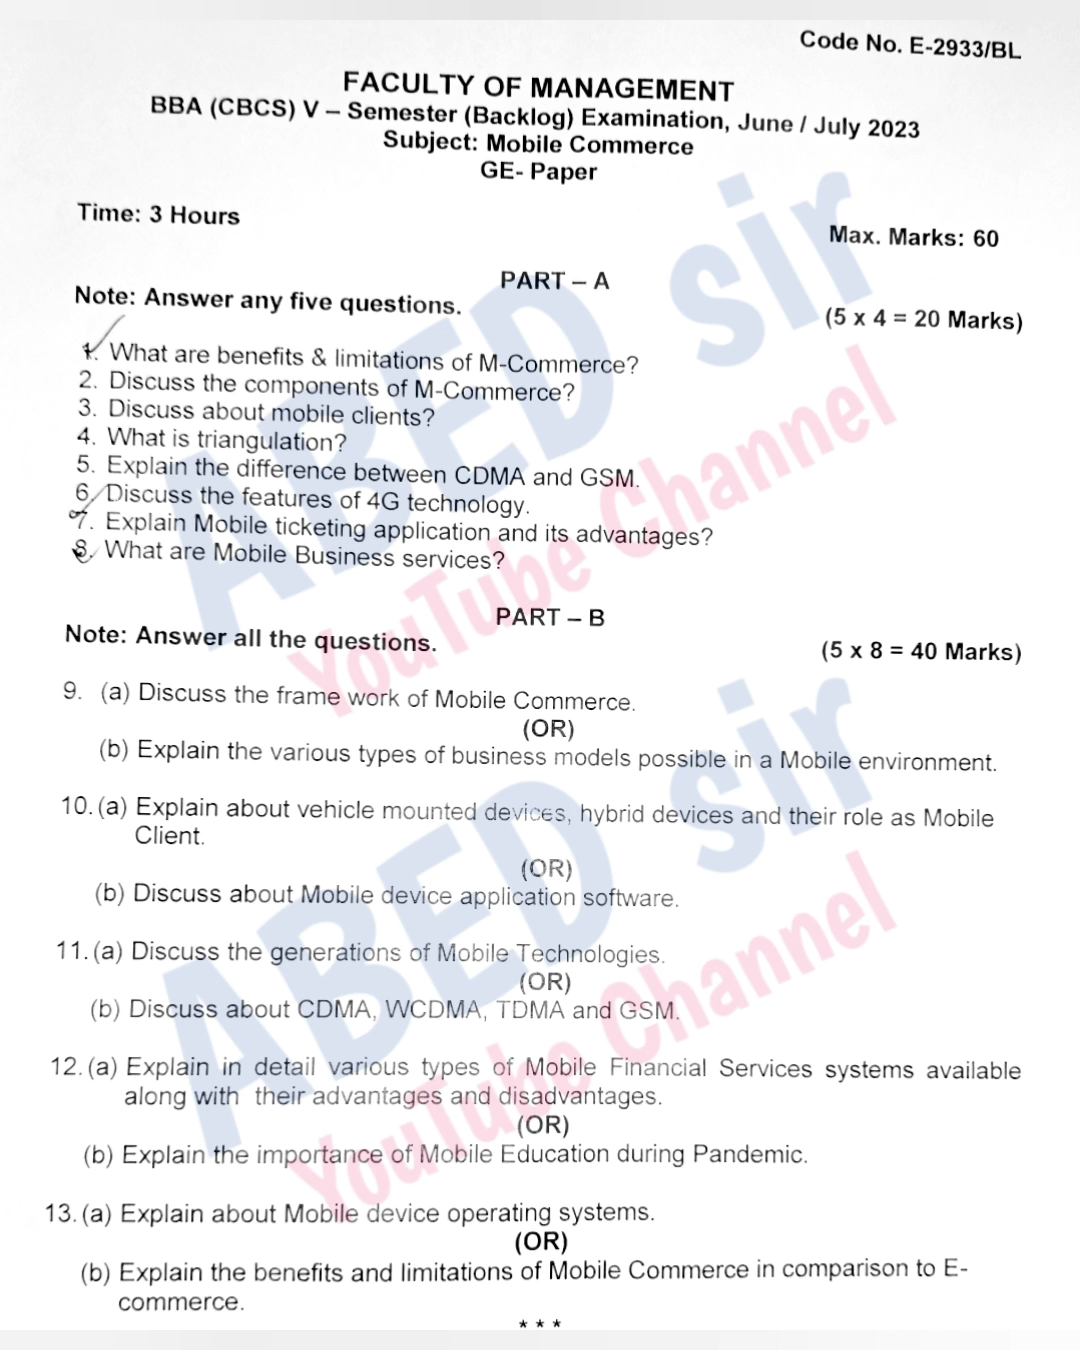 Code No. E-2933/BL
FACULTY OF MANAGEMENT
BBA (CBCS) V – Semester (Backlog) Examination, June / July 2023
Subject: Mobile Commerce
GE- Paper
Time: 3 Hours
Max. Marks: 60
PART – A
Note: Answer any five questions.
(5 x 4 = 20 Marks)
1. What are benefits & limitations of M-Commerce?
2. Discuss the components of M-Commerce?
3. Discuss about mobile clients?
4. What is triangulation?
5. Explain the difference between CDMA and GSM.
6. Discuss the features of 4G technology.
7. Explain Mobile ticketing application and its advantages?
8. What are Mobile Business services?
PART – B
Note: Answer all the questions.
(5 x 8 = 40 Marks)
9. (a) Discuss the frame work of Mobile Commerce.
(OR)
(b) Explain the various types of business models possible in a Mobile environment.
10. (a) Explain about vehicle mounted devices, hybrid devices and their role as Mobile
Client.
(OR)
(b) Discuss about Mobile device application software.
11. (a) Discuss the generations of Mobile Technologies.
(OR)
(b) Discuss about CDMA, WCDMA, TDMA and GSM.
12. (a) Explain in detail various types of Mobile Financial Services systems available
along with their advantages and disadvantages.
(OR)
(b) Explain the importance of Mobile Education during Pandemic.
13. (a) Explain about Mobile device operating systems.
(OR)
(b) Explain the benefits and limitations of Mobile Commerce in comparison to E-
commerce.
* * *
ABED sir
YouTube Channel
ABED sir
YouTube Channel